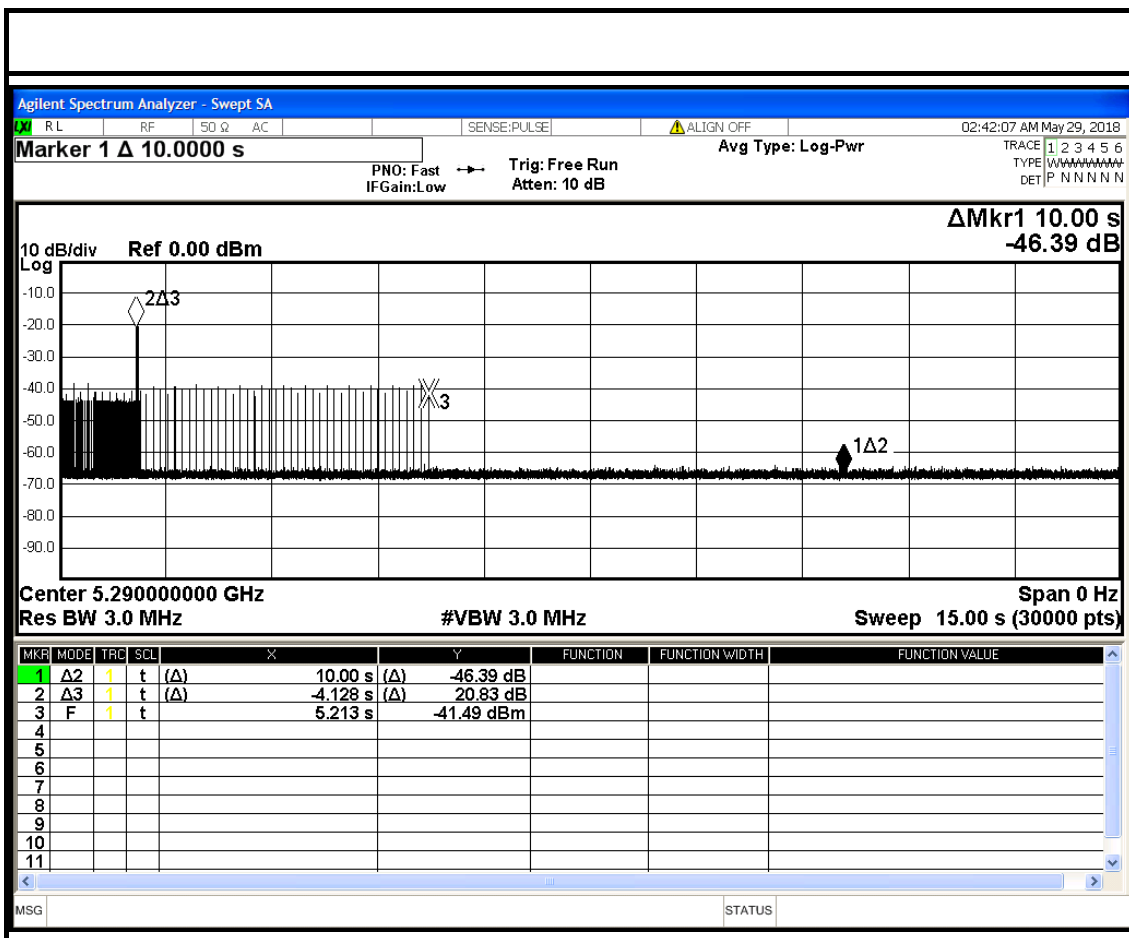 Agilent Spectrum Analyzer - Swept SA
LXI RL RF 50 Ω AC SENSE:PULSE ALIGN OFF 02:42:07 AM May 29, 2018
Marker 1 Δ 10.0000 s
PNO: Fast
IFGain:Low
Trig: Free Run
Atten: 10 dB
Avg Type: Log-Pwr
TRACE 1 2 3 4 5 6
TYPE WWWWWW
DET P N N N N N
ΔMkr1 10.00 s
-46.39 dB
10 dB/div Ref 0.00 dBm
Log
-10.0
-20.0
-30.0
-40.0
-50.0
-60.0
-70.0
-80.0
-90.0
2Δ3
3
1Δ2
Center 5.290000000 GHz Span 0 Hz
Res BW 3.0 MHz #VBW 3.0 MHz Sweep 15.00 s (30000 pts)
MKR MODE TRC SCL X Y FUNCTION FUNCTION WIDTH FUNCTION VALUE
1 Δ2 1 t (Δ) 10.00 s (Δ) -46.39 dB
2 Δ3 1 t (Δ) -4.128 s (Δ) 20.83 dB
3 F 1 t 5.213 s -41.49 dBm
4
5
6
7
8
9
10
11
MSG STATUS